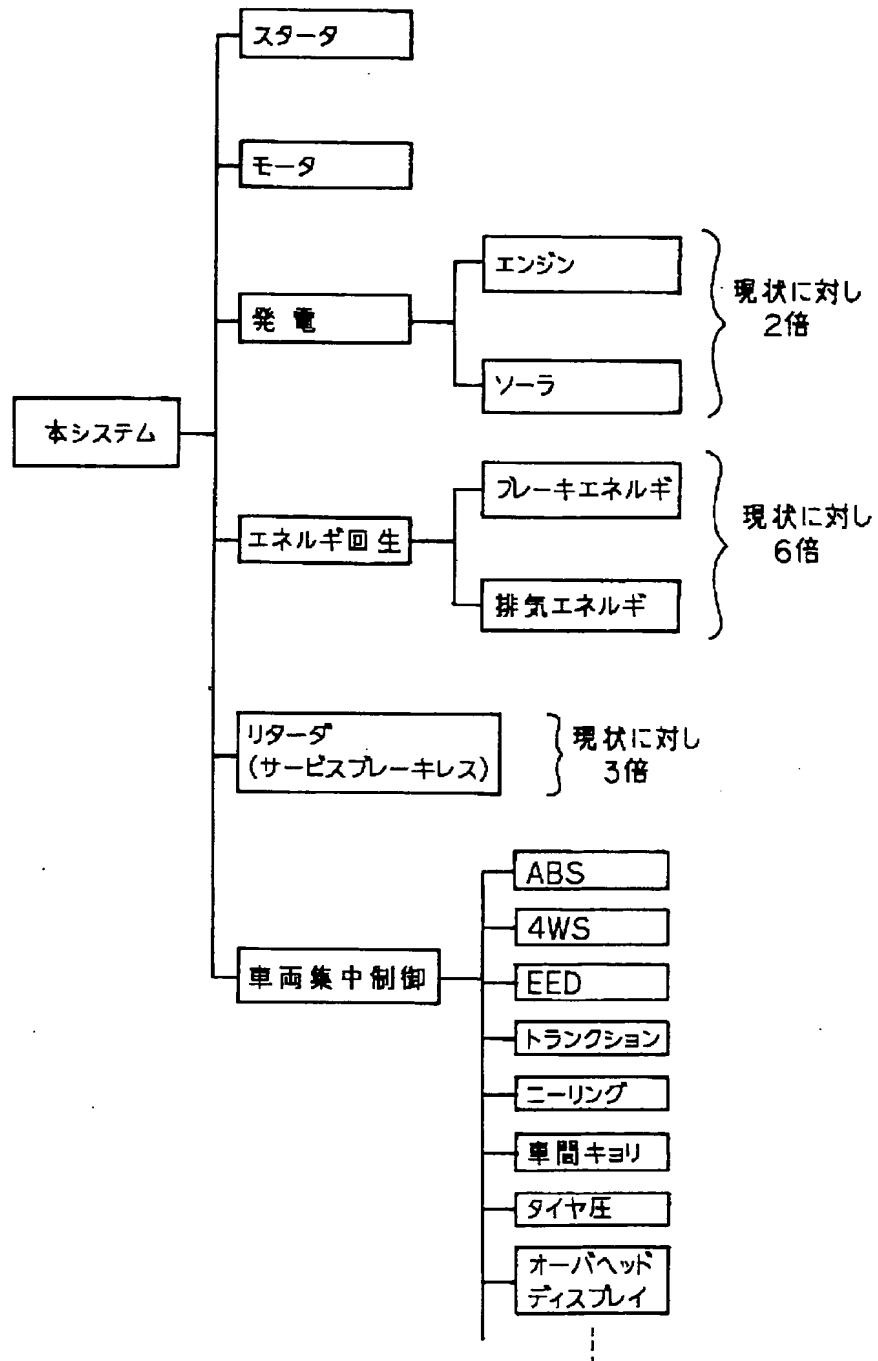 スタータ
モータ
発電
エンジン
ソーラ
現状に対し
2倍
本システム
エネルギ回生
ブレーキエネルギ
排気エネルギ
現状に対し
6倍
リターダ
(サービスブレーキレス)
現状に対し
3倍
車両集中制御
ABS
4WS
EED
トランクション
ニーリング
車間キョリ
タイヤ圧
オーバヘッド
ディスプレイ